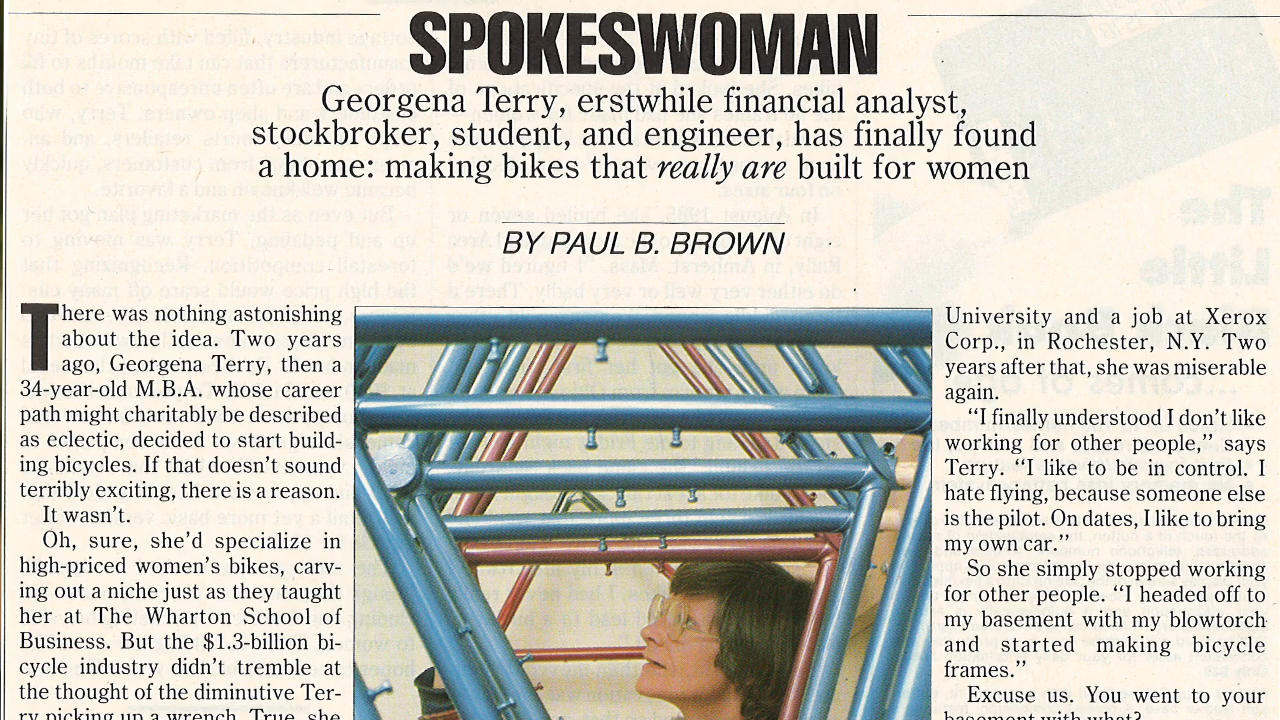 SPOKESWOMAN
Georgena Terry, erstwhile financial analyst,
stockbroker, student, and engineer, has finally found
a home: making bikes that really are built for women
BY PAUL B. BROWN
There was nothing astonishing
about the idea. Two years
ago, Georgena Terry, then a
34-year-old M.B.A. whose career
path might charitably be described
as eclectic, decided to start build-
ing bicycles. If that doesn't sound
terribly exciting, there is a reason.
It wasn't.
Oh, sure, she'd specialize in
high-priced women's bikes, carv-
ing out a niche just as they taught
her at The Wharton School of
Business. But the $1.3-billion bi-
cycle industry didn't tremble at
the thought of the diminutive Ter-
ry picking up a wrench. True, she
University and a job at Xerox
Corp., in Rochester, N.Y. Two
years after that, she was miserable
again.
"I finally understood I don't like
working for other people," says
Terry. "I like to be in control. I
hate flying, because someone else
is the pilot. On dates, I like to bring
my own car."
So she simply stopped working
for other people. "I headed off to
my basement with my blowtorch
and started making bicycle
frames."
Excuse us. You went to your
basement with what?